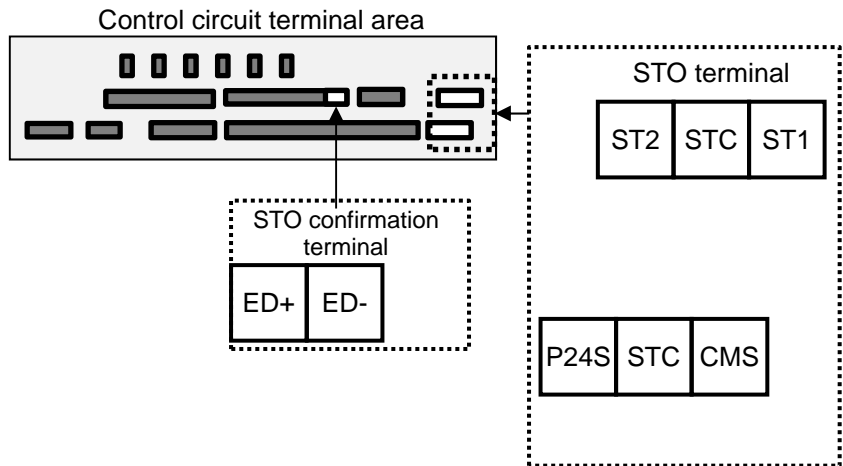 Control circuit terminal area
STO terminal
ST2 STC ST1
STO confirmation
terminal
ED+ ED-
P24S STC CMS